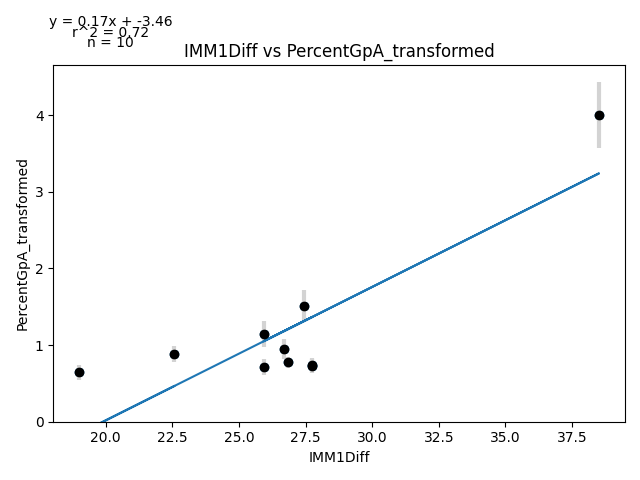 y = 0.17x + -3.46
r^2 = 0.72
n = 10
IMM1Diff vs PercentGpA_transformed
PercentGpA_transformed
4
3
2
1
0
20.0 22.5 25.0 27.5 30.0 32.5 35.0 37.5
IMM1Diff